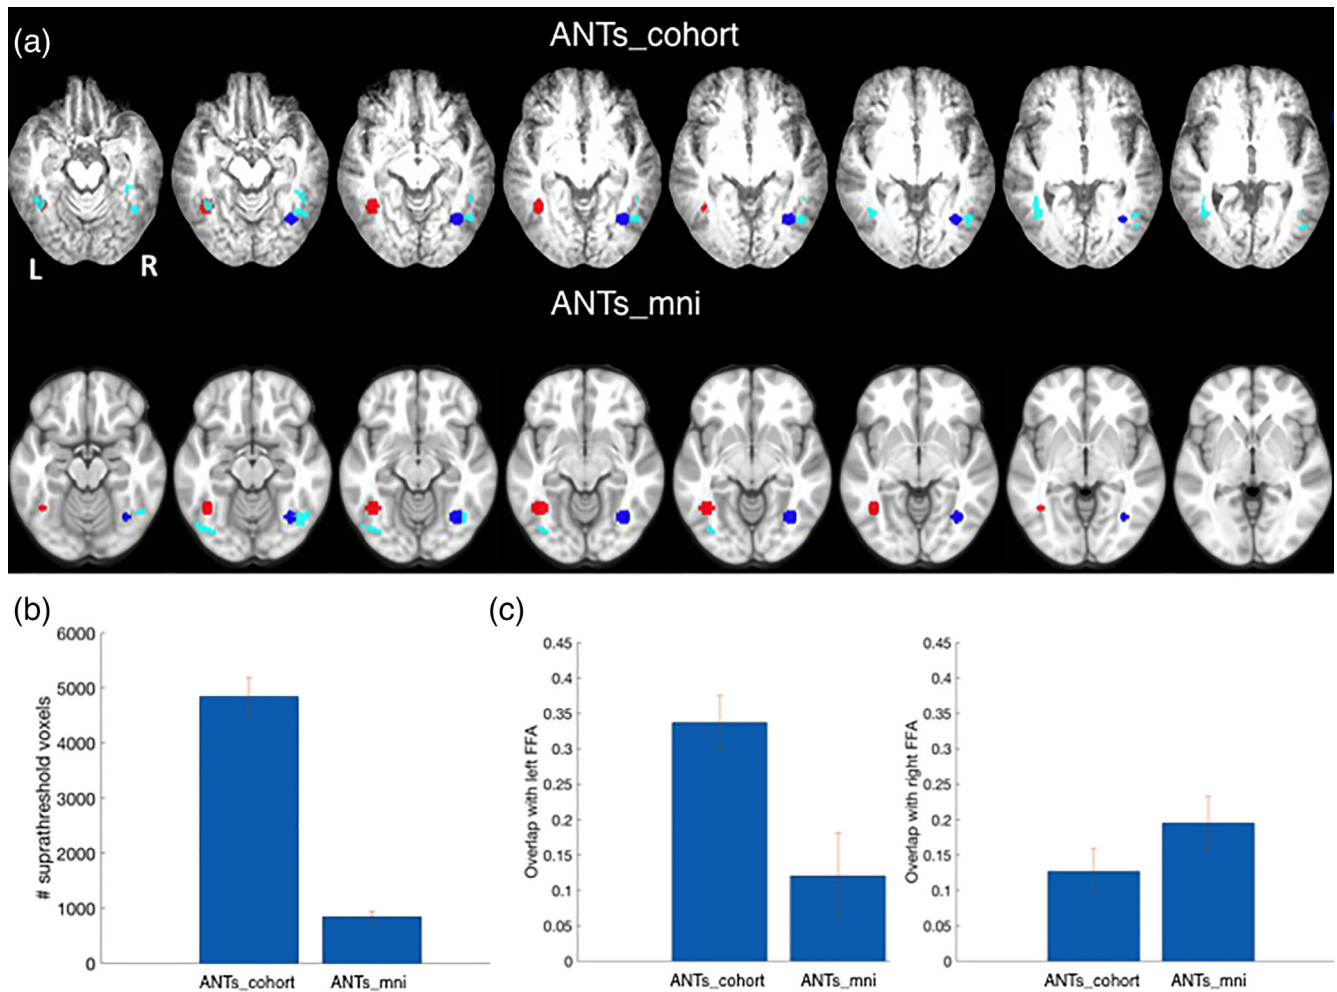 (a)
ANTs_cohort
L
R
ANTs_mni
(b)
6000
5000
4000
3000
2000
1000
0
# suprathreshold voxels
ANTs_cohort ANTs_mni
(c)
0.45
0.4
0.35
0.3
0.25
0.2
0.15
0.1
0.05
0
Overlap with left FFA
ANTs_cohort ANTs_mni
0.45
0.4
0.35
0.3
0.25
0.2
0.15
0.1
0.05
0
Overlap with right FFA
ANTs_cohort ANTs_mni